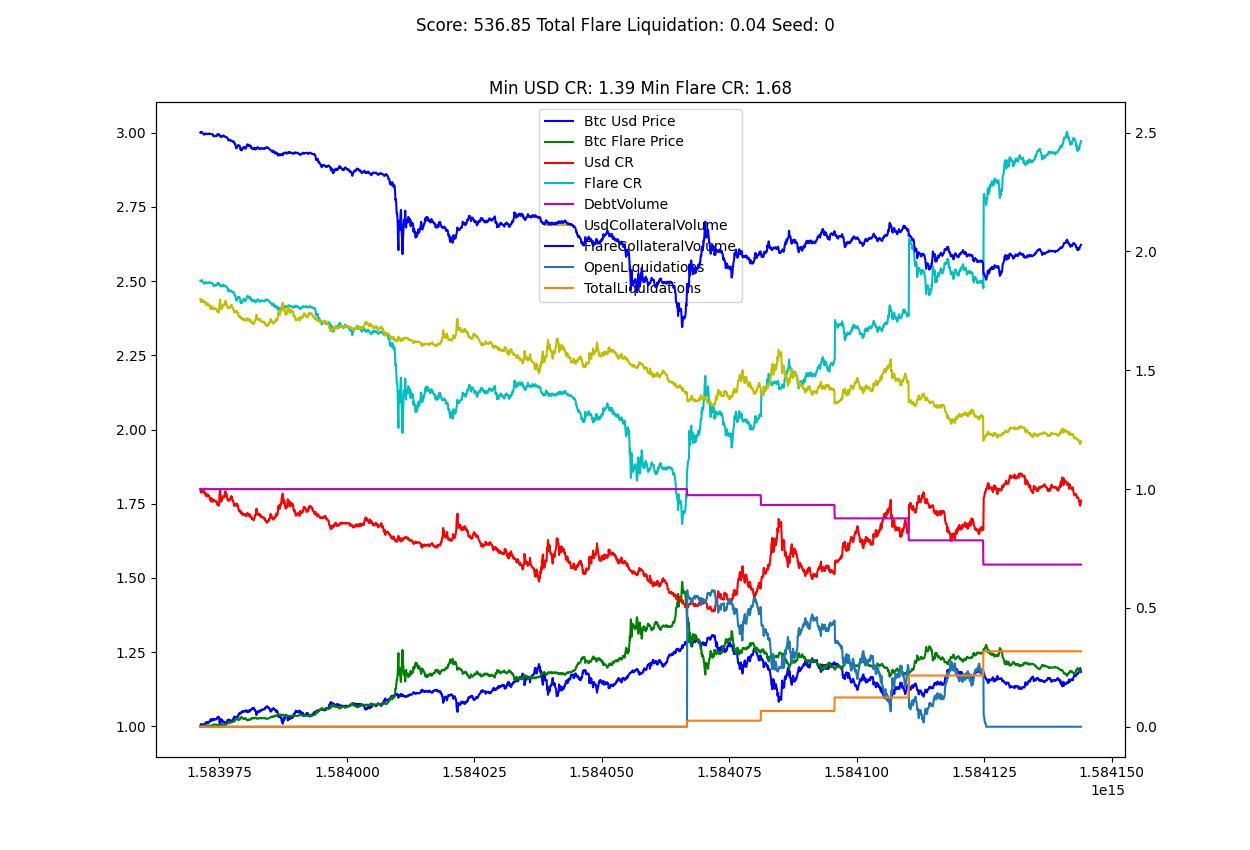 Score: 536.85 Total Flare Liquidation: 0.04 Seed: 0
Min USD CR: 1.39 Min Flare CR: 1.68
Btc Usd Price
Btc Flare Price
Usd CR
Flare CR
DebtVolume
UsdCollateralVolume
FlareCollateralVolume
OpenLiquidations
TotalLiquidations
3.00
2.75
2.50
2.25
2.00
1.75
1.50
1.25
1.00
2.5
2.0
1.5
1.0
0.5
0.0
1.583975 1.584000 1.584025 1.584050 1.584075 1.584100 1.584125 1.584150
1e15